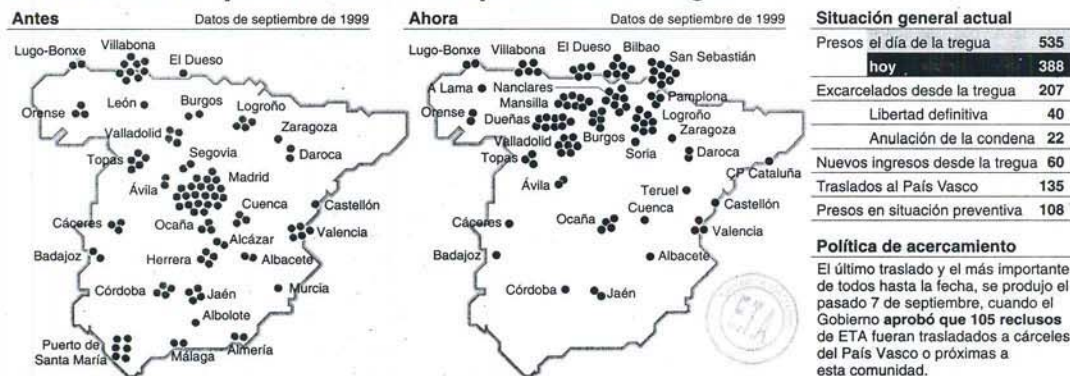 Antes
Datos de septiembre de 1999
Lugo-Bonxe
Villabona
El Dueso
Orense
León
Burgos
Logroño
Zaragoza
Valladolid
Daroca
Topas
Segovia
Ávila
Madrid
Cuenca
Castellón
Cáceres
Ocaña
Valencia
Alcázar
Badajoz
Herrera
Albacete
Córdoba
Jaén
Murcia
Albolote
Puerto de
Santa María
Málaga
Almería
Ahora
Datos de septiembre de 1999
Lugo-Bonxe
Villabona
El Dueso
Bilbao
San Sebastián
A Lama
Nanclares
Mansilla
Pamplona
Orense
Dueñas
Logroño
Burgos
Zaragoza
Valladolid
Soria
Topas
Daroca
CP Cataluña
Ávila
Teruel
Cuenca
Castellón
Cáceres
Ocaña
Valencia
Badajoz
Albacete
Córdoba
Jaén
ETA
Situación general actual
Presos el día de la tregua 535
hoy 388
Excarcelados desde la tregua 207
Libertad definitiva 40
Anulación de la condena 22
Nuevos ingresos desde la tregua 60
Traslados al País Vasco 135
Presos en situación preventiva 108
Política de acercamiento
El último traslado y el más importante
de todos hasta la fecha, se produjo el
pasado 7 de septiembre, cuando el
Gobierno aprobó que 105 reclusos
de ETA fueran trasladados a cárceles
del País Vasco o próximas a
esta comunidad.